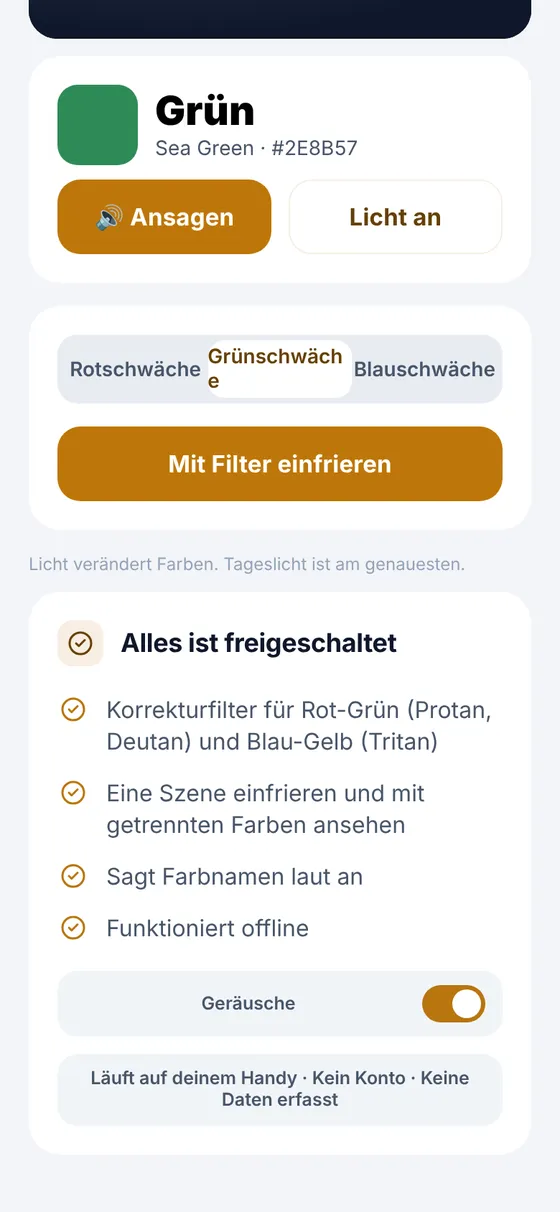 Grün
Sea Green · #2E8B57
🔊 Ansagen
Licht an
Rotschwäche
Grünschwäch
e
Blauschwäche
Mit Filter einfrieren
Licht verändert Farben. Tageslicht ist am genauesten.
Alles ist freigeschaltet
Korrekturfilter für Rot-Grün (Protan,
Deutan) und Blau-Gelb (Tritan)
Eine Szene einfrieren und mit
getrennten Farben ansehen
Sagt Farbnamen laut an
Funktioniert offline
Geräusche
Läuft auf deinem Handy · Kein Konto · Keine
Daten erfasst